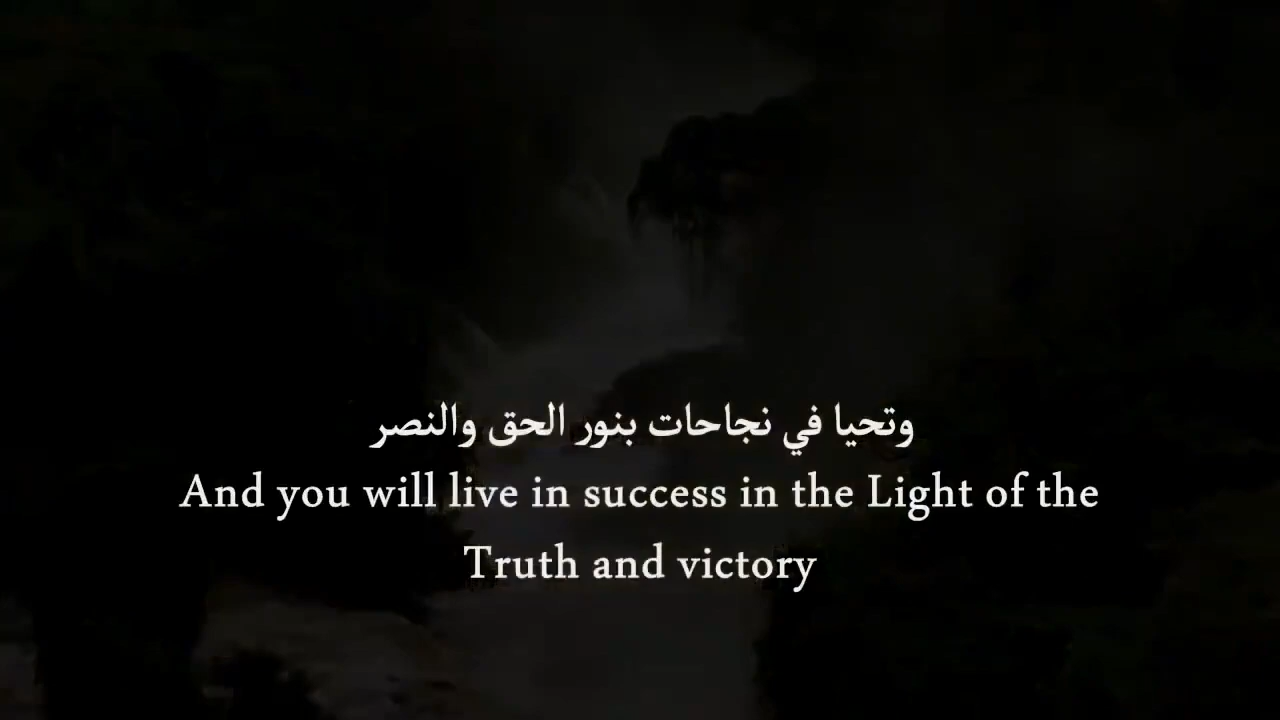 وتحيا في نجاحات بنور الحق والنصر
And you will live in success in the Light of the
Truth and victory